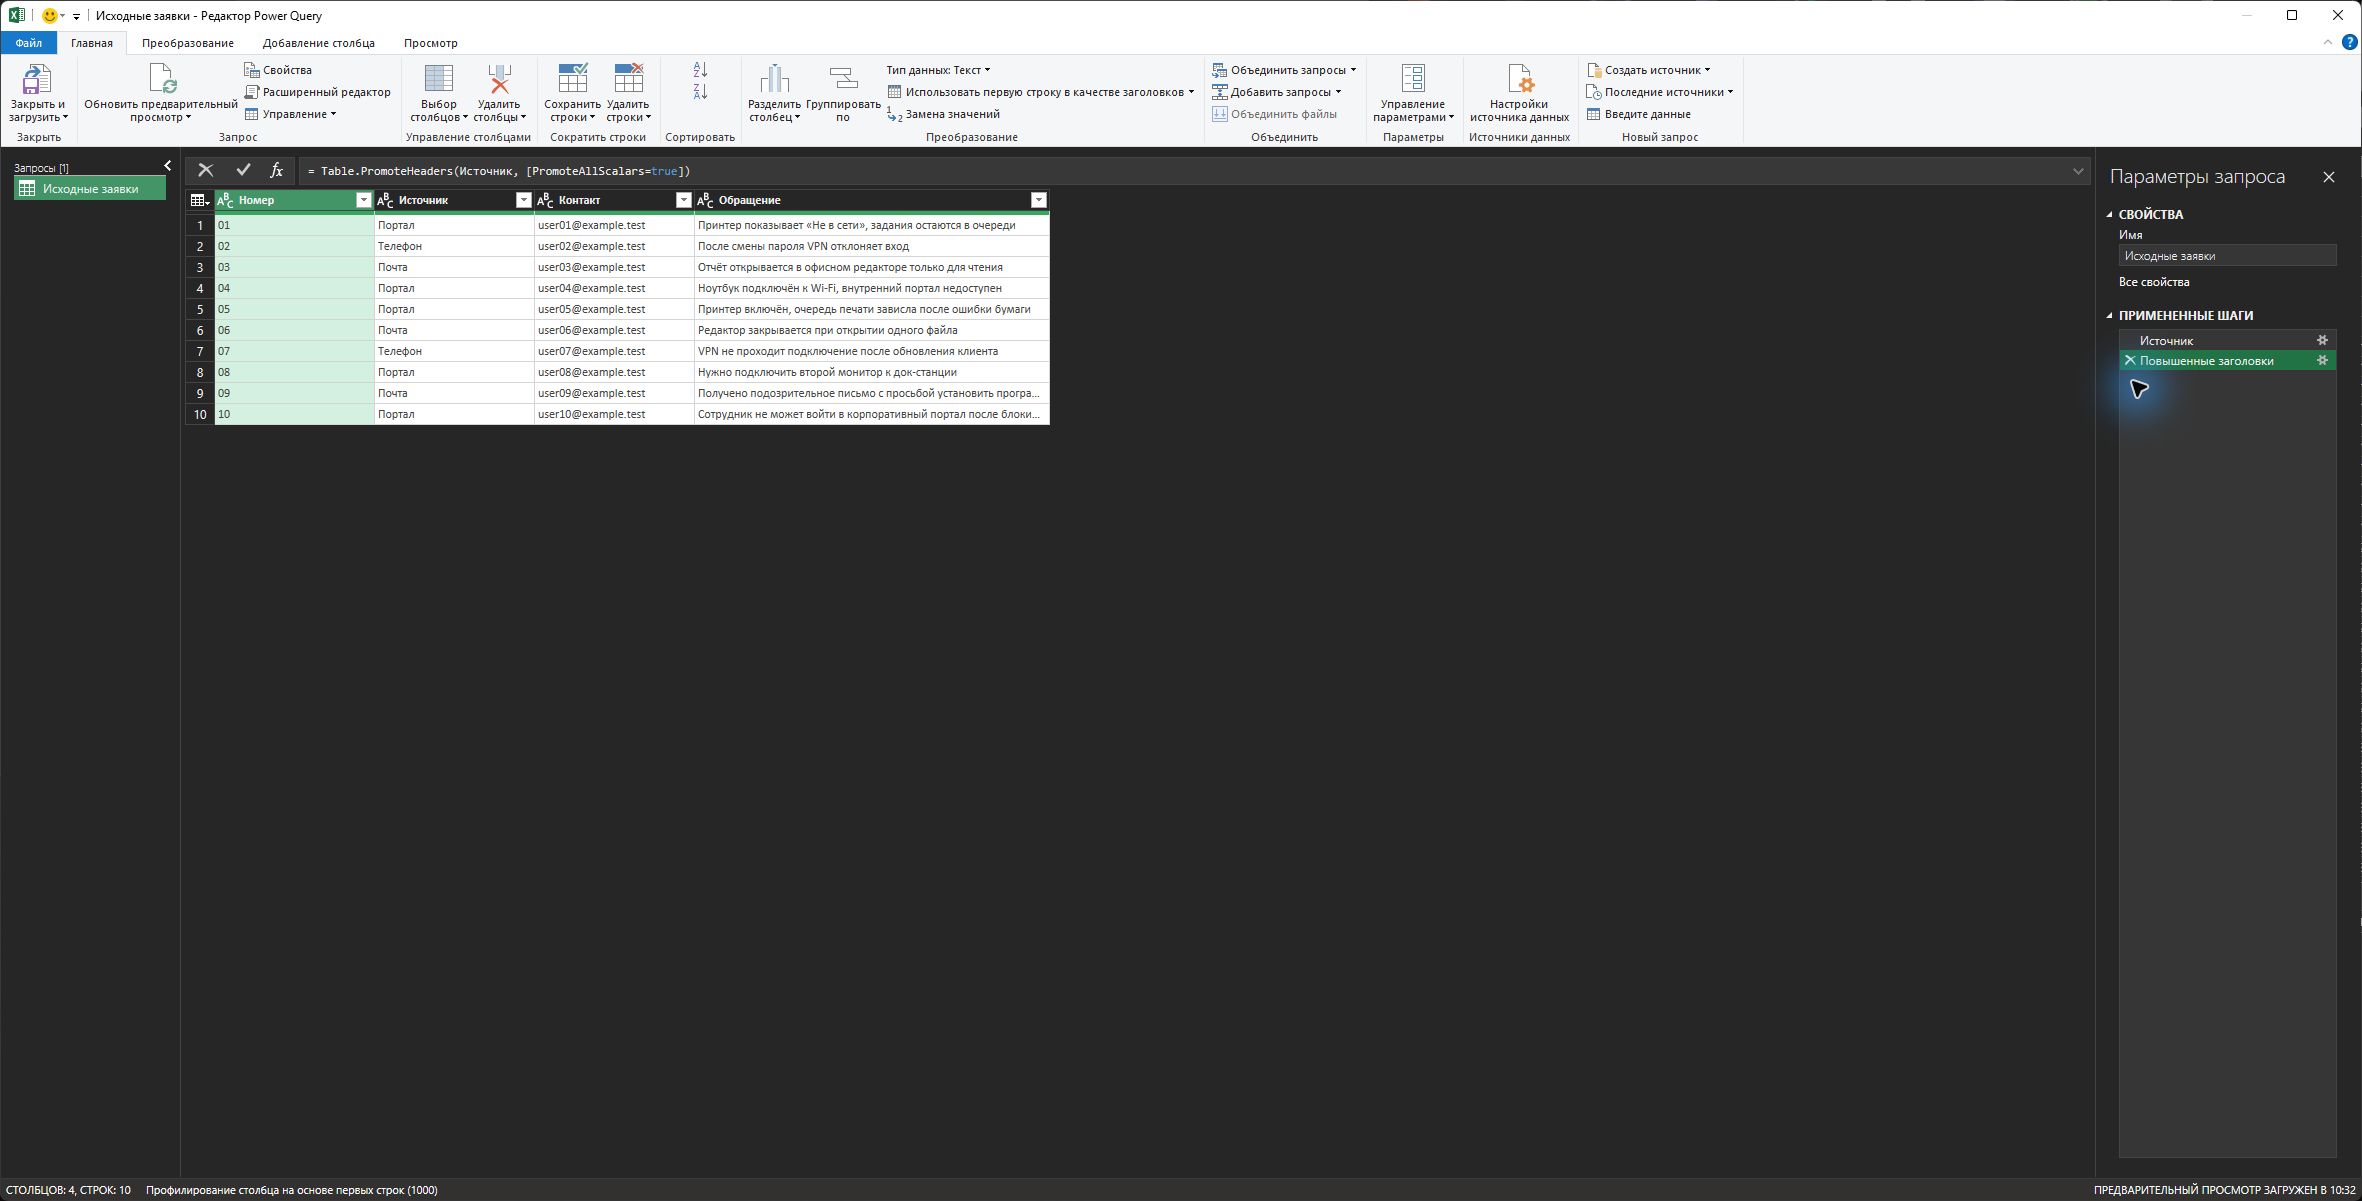 Исходные заявки - Редактор Power Query
Файл Главная Преобразование Добавление столбца Просмотр
Закрыть и загрузить
Закрыть
Обновить предварительный просмотр
Свойства
Расширенный редактор
Управление
Запрос
Выбор столбцов
Удалить столбцы
Управление столбцами
Сохранить строки
Удалить строки
Сократить строки
Сортировать
Разделить столбец
Группировать по
Тип данных: Текст
Использовать первую строку в качестве заголовков
Замена значений
Преобразование
Объединить запросы
Добавить запросы
Объединить файлы
Объединить
Управление параметрами
Параметры
Настройки источника данных
Источники данных
Создать источник
Последние источники
Введите данные
Новый запрос
Запросы [1]
Исходные заявки
fx = Table.PromoteHeaders(Источник, [PromoteAllScalars=true])
Номер Источник Контакт Обращение
1 01 Портал user01@example.test Принтер показывает «Не в сети», задания остаются в очереди
2 02 Телефон user02@example.test После смены пароля VPN отклоняет вход
3 03 Почта user03@example.test Отчёт открывается в офисном редакторе только для чтения
4 04 Портал user04@example.test Ноутбук подключён к Wi-Fi, внутренний портал недоступен
5 05 Портал user05@example.test Принтер включён, очередь печати зависла после ошибки бумаги
6 06 Почта user06@example.test Редактор закрывается при открытии одного файла
7 07 Телефон user07@example.test VPN не проходит подключение после обновления клиента
8 08 Портал user08@example.test Нужно подключить второй монитор к док-станции
9 09 Почта user09@example.test Получено подозрительное письмо с просьбой установить програ...
10 10 Портал user10@example.test Сотрудник не может войти в корпоративный портал после блоки...
Параметры запроса
СВОЙСТВА
Имя
Исходные заявки
Все свойства
ПРИМЕНЕННЫЕ ШАГИ
Источник
Повышенные заголовки
СТОЛБЦОВ: 4, СТРОК: 10 Профилирование столбца на основе первых строк (1000)
ПРЕДВАРИТЕЛЬНЫЙ ПРОСМОТР ЗАГРУЖЕН В 10:32